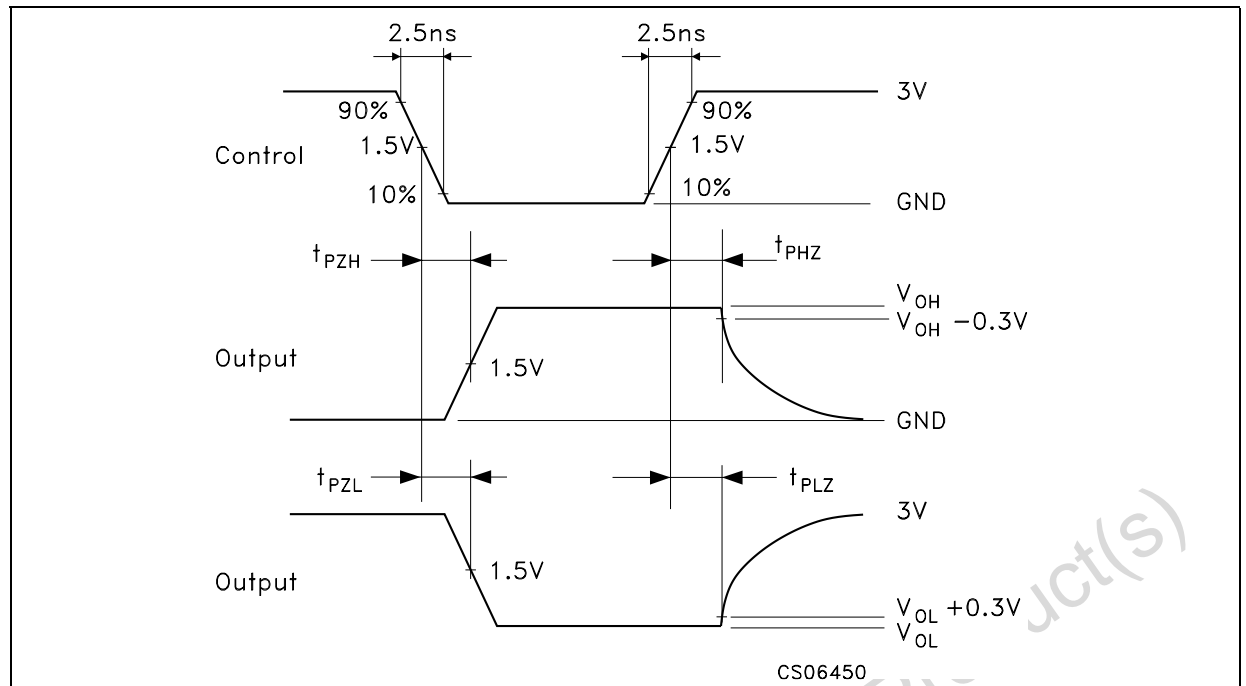 2.5ns 2.5ns
3V
90% 90%
1.5V 1.5V
Control
10% 10%
GND
tPZH tPHZ
VOH
VOH −0.3V
Output 1.5V
GND
tPZL tPLZ
3V
1.5V
Output
VOL +0.3V
VOL
CS06450
uct(s)